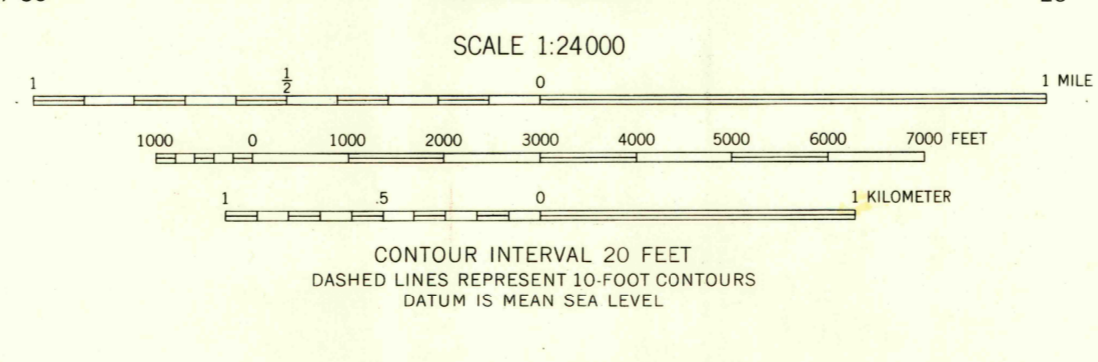 SCALE 1:24000
1 1/2 0 1 MILE
1000 0 1000 2000 3000 4000 5000 6000 7000 FEET
1 .5 0 1 KILOMETER
CONTOUR INTERVAL 20 FEET
DASHED LINES REPRESENT 10-FOOT CONTOURS
DATUM IS MEAN SEA LEVEL